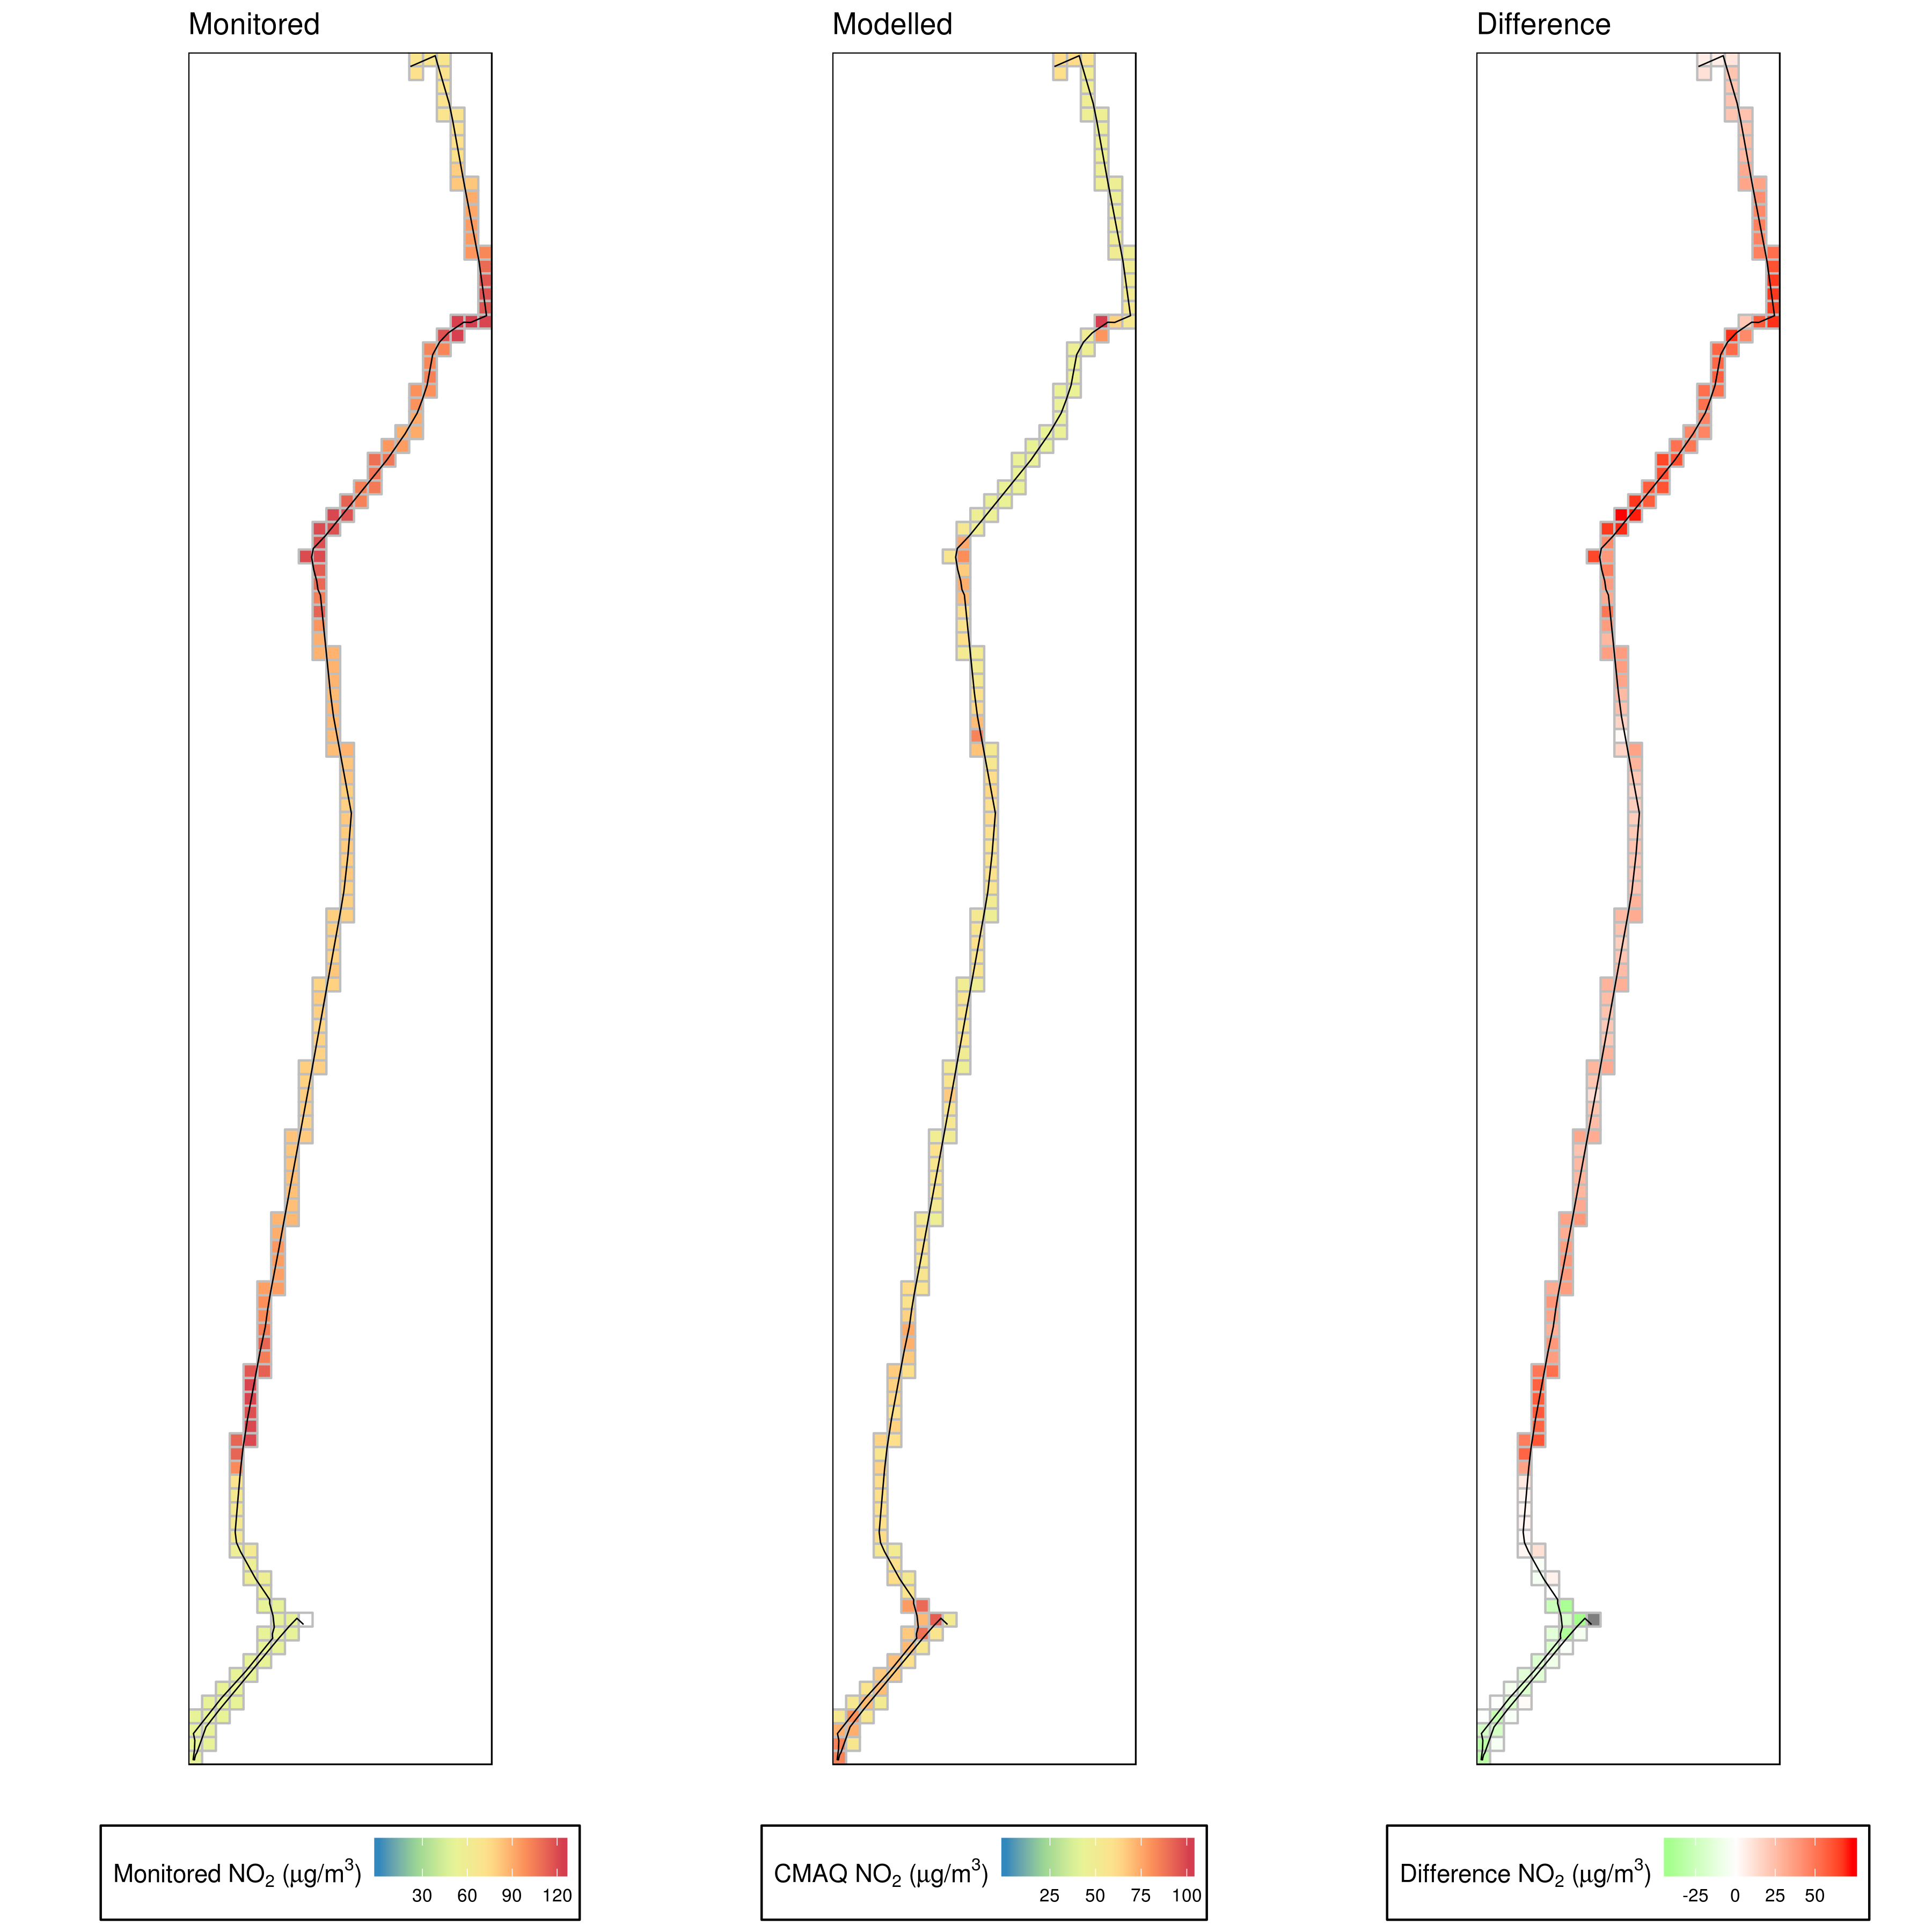 Monitored Modelled Difference
Monitored NO₂ (µg/m³) 30 60 90 120
CMAQ NO₂ (µg/m³) 25 50 75 100
Difference NO₂ (µg/m³) -25 0 25 50